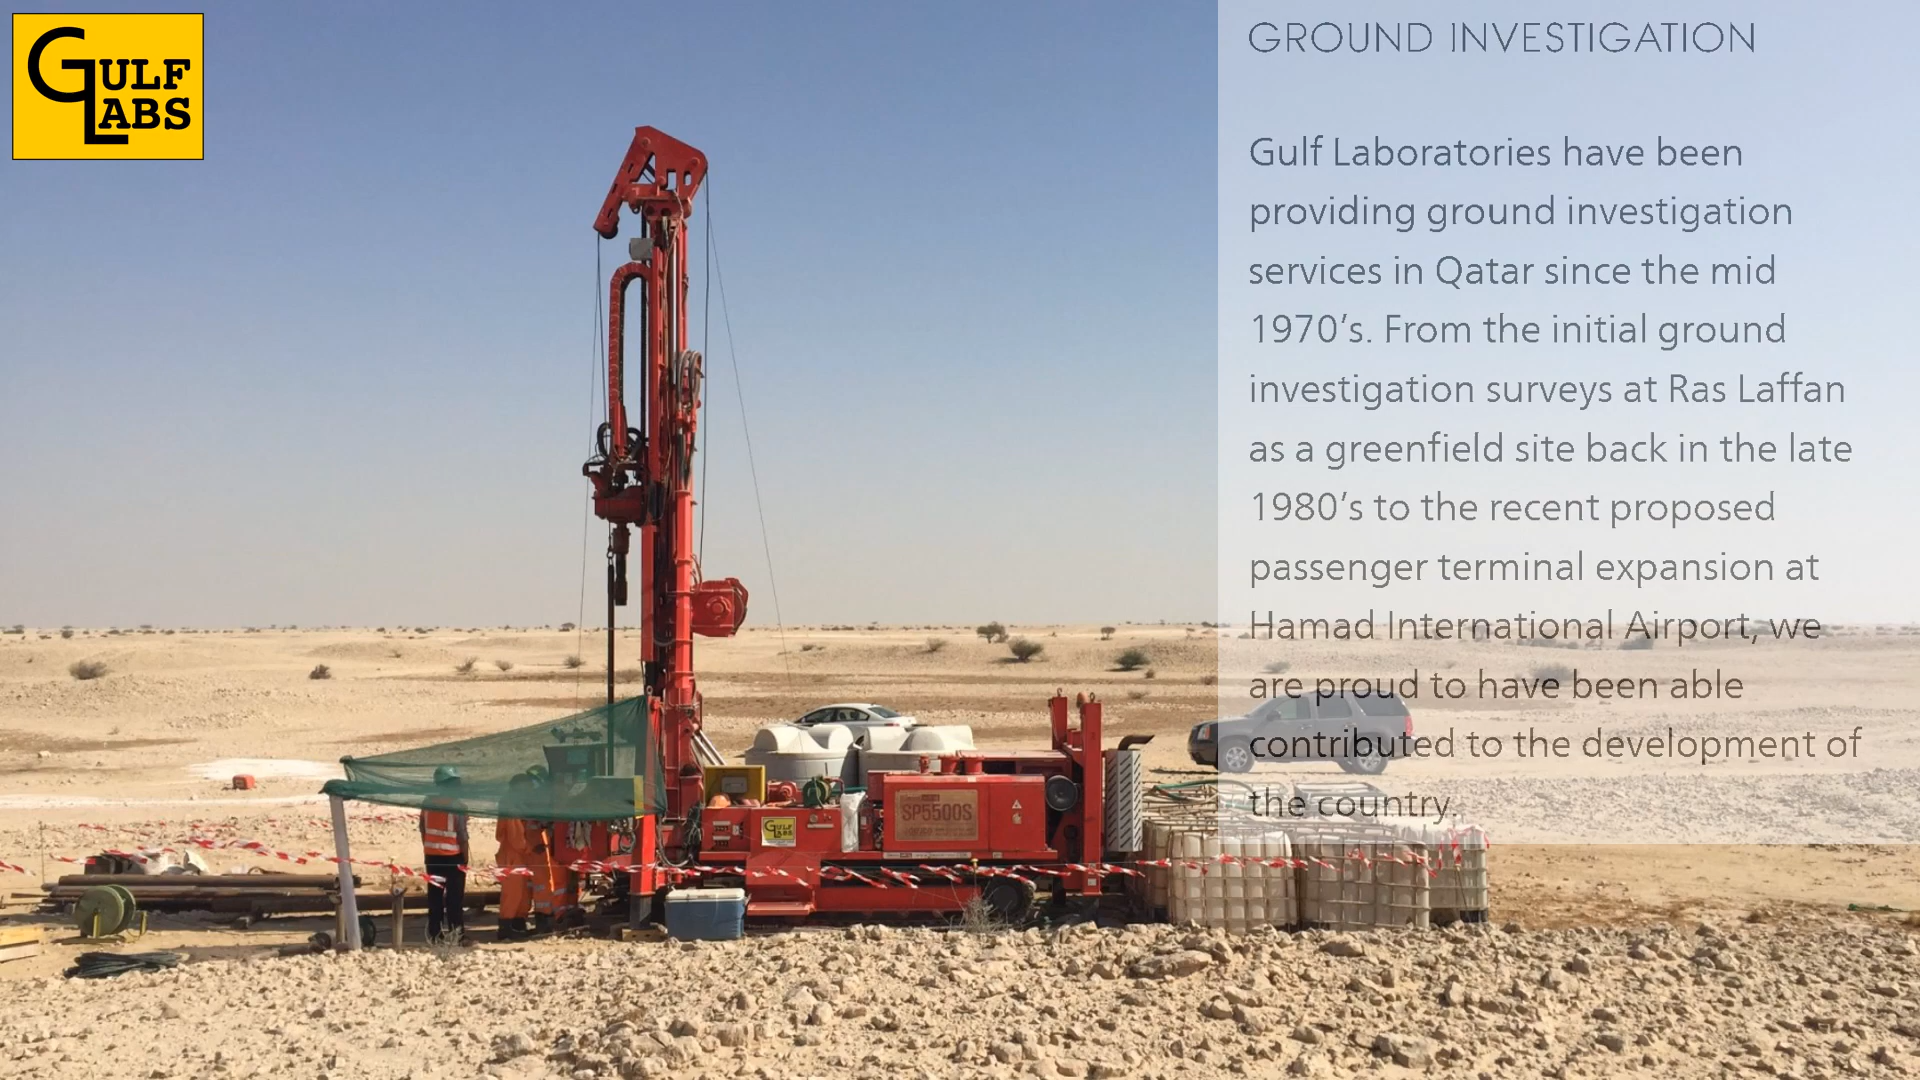 GULF
LABS
GROUND INVESTIGATION
Gulf Laboratories have been
providing ground investigation
services in Qatar since the mid
1970's. From the initial ground
investigation surveys at Ras Laffan
as a greenfield site back in the late
1980's to the recent proposed
passenger terminal expansion at
Hamad International Airport, we
are proud to have been able
contributed to the development of
the country.
SP5500S
GULF
LABS